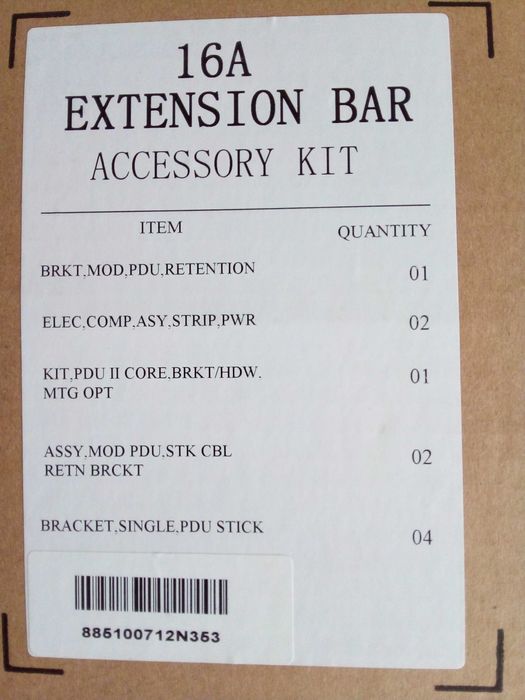 16A
EXTENSION BAR
ACCESSORY KIT
ITEM QUANTITY
BRKT,MOD,PDU,RETENTION 01
ELEC,COMP,ASY,STRIP,PWR 02
KIT,PDU II CORE,BRKT/HDW. 01
MTG OPT
ASSY,MOD PDU,STK CBL 02
RETN BRCKT
BRACKET,SINGLE,PDU STICK 04
885100712N353